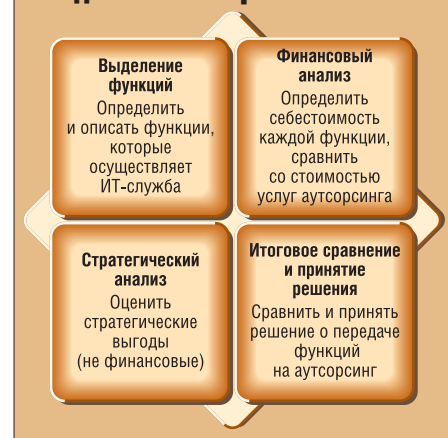 Выделение
функций
Определить
и описать функции,
которые
осуществляет
ИТ-служба
Финансовый
анализ
Определить
себестоимость
каждой функции,
сравнить
со стоимостью
услуг аутсорсинга
Стратегический
анализ
Оценить
стратегические
выгоды
(не финансовые)
Итоговое сравнение
и принятие
решения
Сравнить и принять
решение о передаче
функций
на аутсорсинг